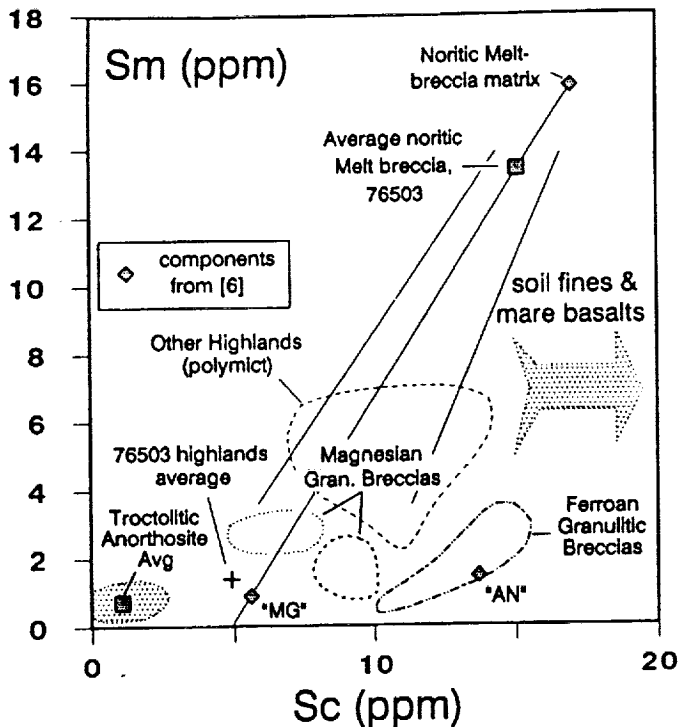 18
16
14
12
10
8
6
4
2
0
Sm (ppm)
Noritic Melt-
breccia matrix
Average noritic
Melt breccia,
76503
components
from [6]
soil fines &
mare basalts
Other Highlands
(polymict)
76503 highlands
average
Magnesian
Gran. Breccias
Troctolitic
Anorthosite
Avg
Ferroan
Granulitic
Breccias
"MG"
"AN"
0
10
20
Sc (ppm)